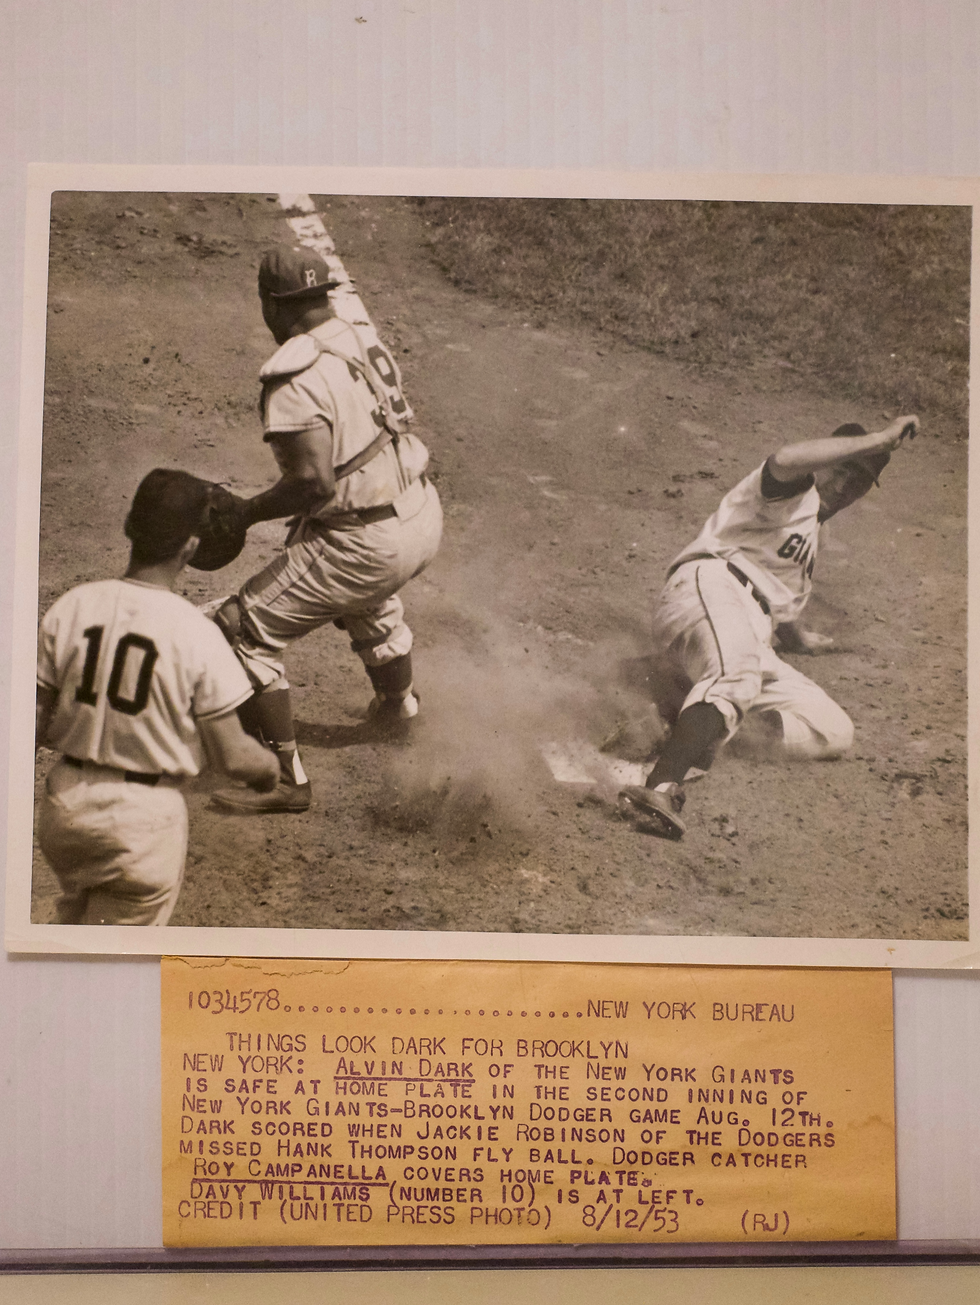 B
39
10
GIAN
1034578..............................NEW YORK BUREAU
THINGS LOOK DARK FOR BROOKLYN
NEW YORK: ALVIN DARK OF THE NEW YORK GIANTS
IS SAFE AT HOME PLATE IN THE SECOND INNING OF
NEW YORK GIANTS-BROOKLYN DODGER GAME AUG. 12TH.
DARK SCORED WHEN JACKIE ROBINSON OF THE DODGERS
MISSED HANK THOMPSON FLY BALL. DODGER CATCHER
ROY CAMPANELLA COVERS HOME PLATE.
DAVY WILLIAMS (NUMBER 10) IS AT LEFT.
CREDIT (UNITED PRESS PHOTO) 8/12/53 (RJ)